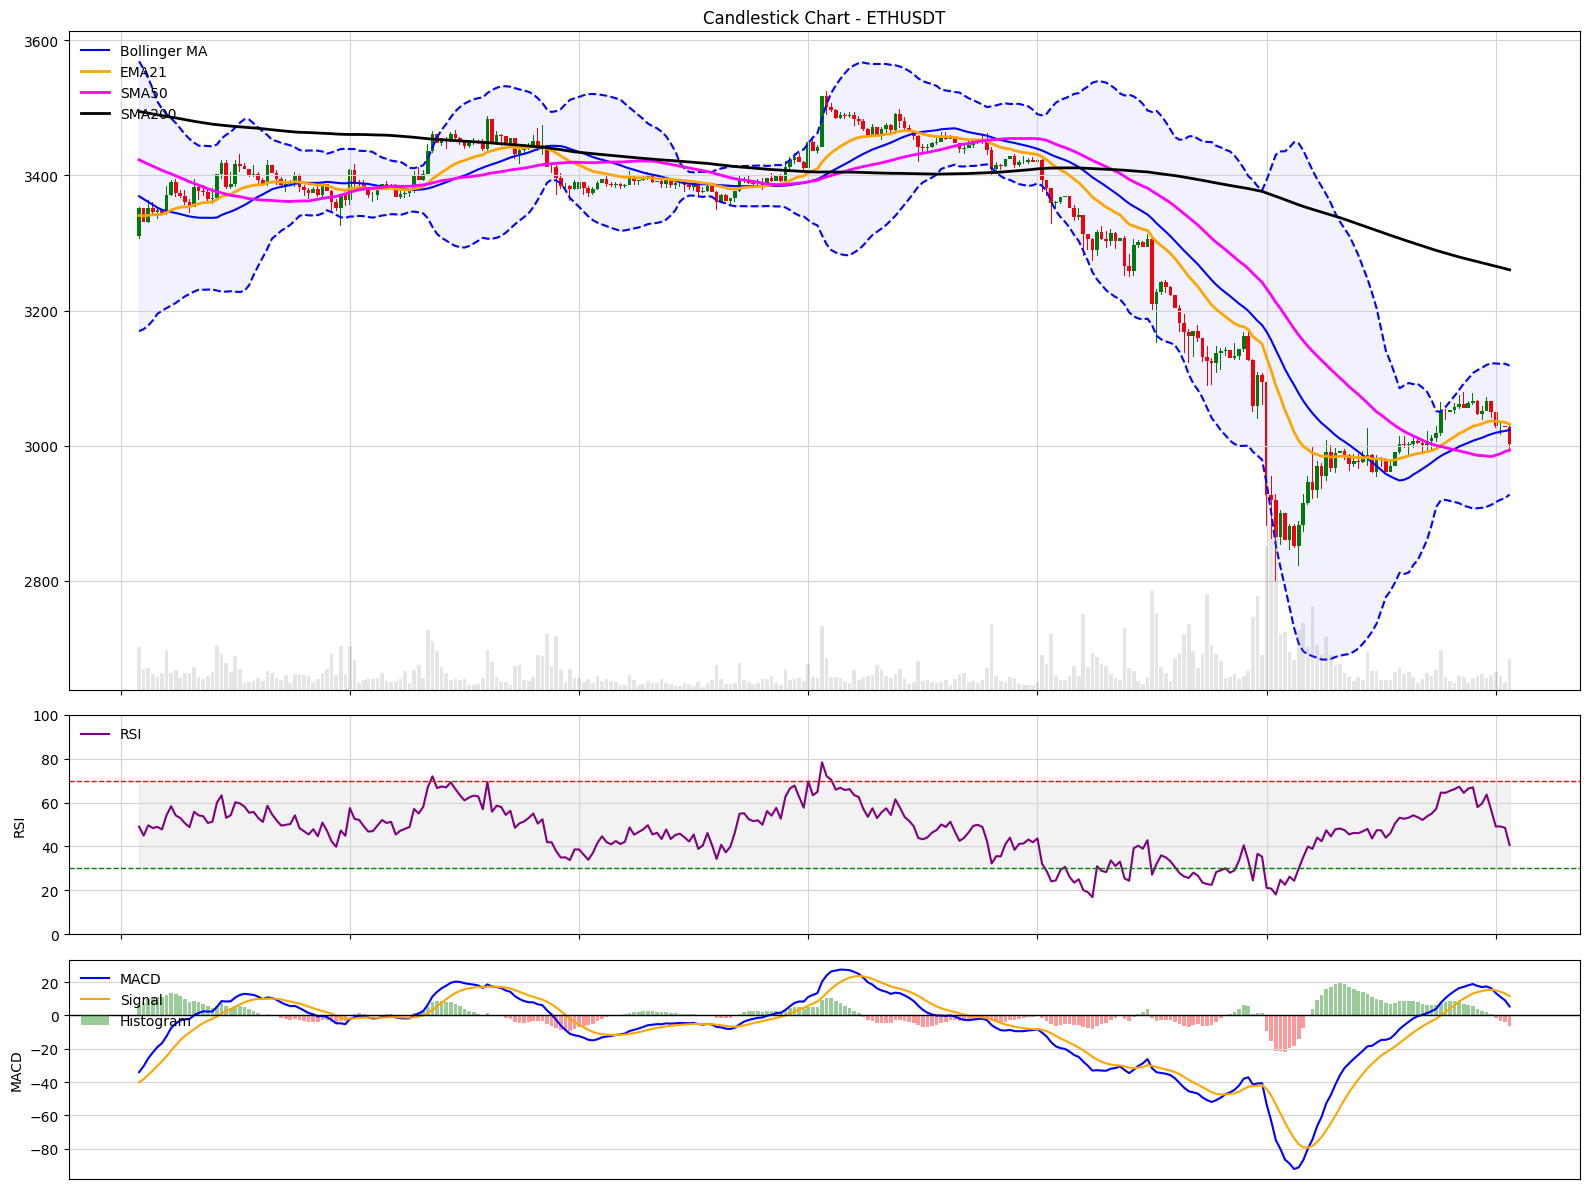 Candlestick Chart - ETHUSDT
3600
Bollinger MA
EMA21
SMA50
SMA200
3400
3200
3000
2800
100
RSI
80
60
RSI
40
20
0
MACD
20
Signal
0
Histogram
−20
MACD
−40
−60
−80